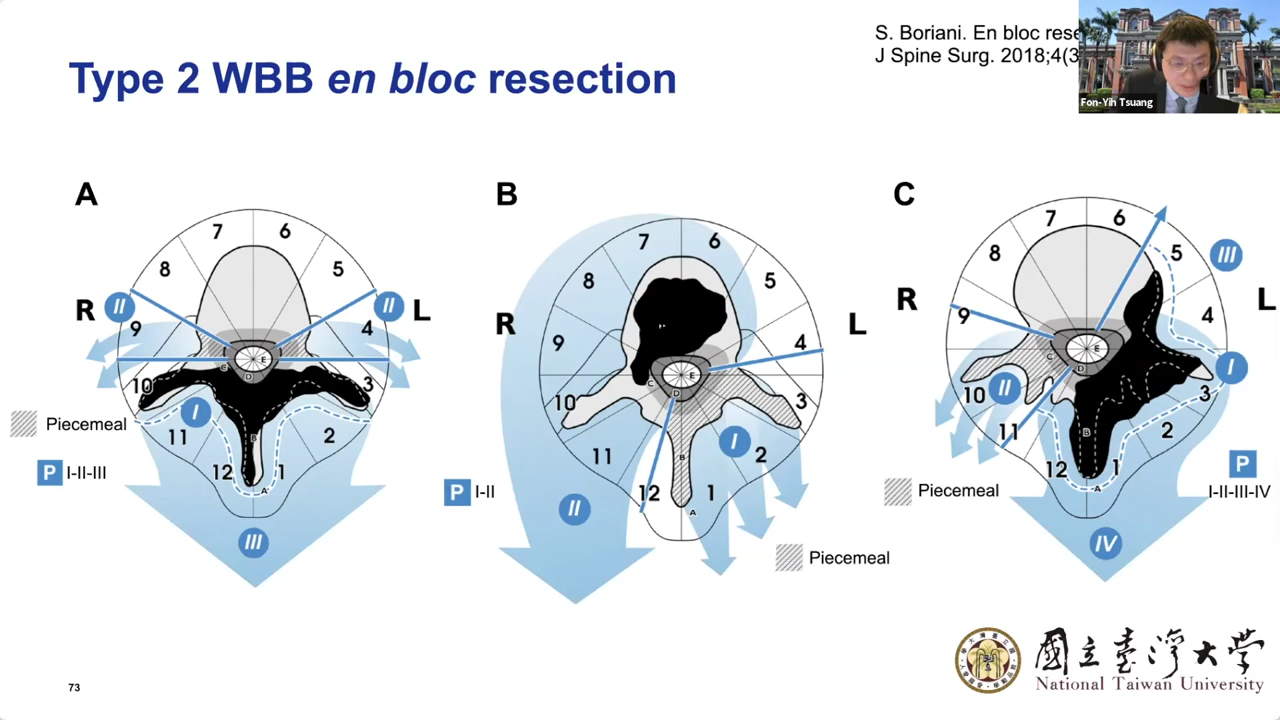 S. Boriani. En bloc rese
J Spine Surg. 2018;4(3
Fon-Yih Tsuang
Type 2 WBB en bloc resection
A
R
L
7
6
8
5
9
4
10
3
11
2
12
1
II
II
I
III
C
E
D
B
A
Piecemeal
P I-II-III
B
R
L
7
6
8
5
9
4
10
3
11
2
12
1
I
II
C
E
D
B
A
P I-II
Piecemeal
C
R
L
7
6
8
5
9
4
10
3
11
2
12
1
III
I
II
IV
C
E
D
B
A
Piecemeal
P
I-II-III-IV
國立臺灣大學
National Taiwan University
73